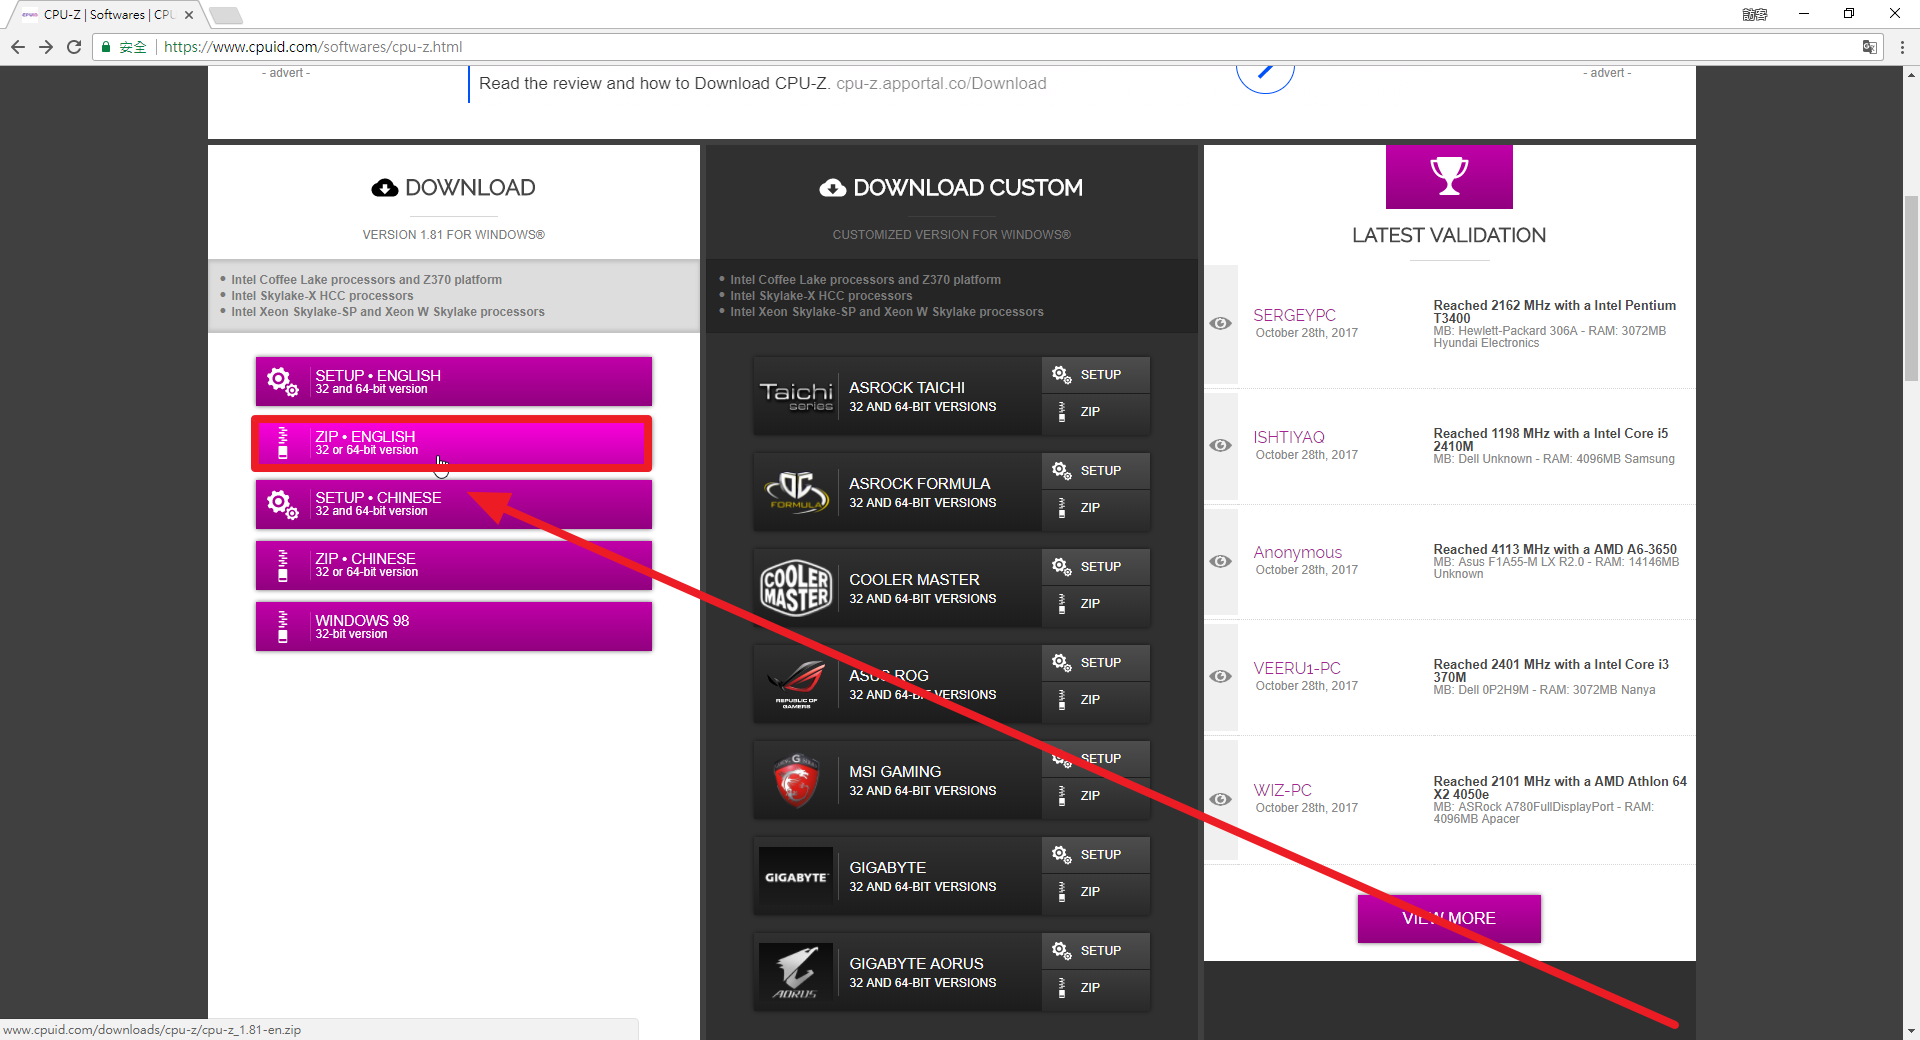 CPU-Z | Softwares | CPU
訪客
安全
https://www.cpuid.com/softwares/cpu-z.html
- advert -
Read the review and how to Download CPU-Z. cpu-z.apportal.co/Download
- advert -
DOWNLOAD
VERSION 1.81 FOR WINDOWS®
• Intel Coffee Lake processors and Z370 platform
• Intel Skylake-X HCC processors
• Intel Xeon Skylake-SP and Xeon W Skylake processors
SETUP • ENGLISH
32 and 64-bit version
ZIP • ENGLISH
32 or 64-bit version
SETUP • CHINESE
32 and 64-bit version
ZIP • CHINESE
32 or 64-bit version
WINDOWS 98
32-bit version
DOWNLOAD CUSTOM
CUSTOMIZED VERSION FOR WINDOWS®
• Intel Coffee Lake processors and Z370 platform
• Intel Skylake-X HCC processors
• Intel Xeon Skylake-SP and Xeon W Skylake processors
Taichi
series
ASROCK TAICHI
32 AND 64-BIT VERSIONS
SETUP
ZIP
OC
FORMULA
ASROCK FORMULA
32 AND 64-BIT VERSIONS
SETUP
ZIP
COOLER
MASTER
COOLER MASTER
32 AND 64-BIT VERSIONS
SETUP
ZIP
REPUBLIC OF
GAMERS
ASUS ROG
32 AND 64-BIT VERSIONS
SETUP
ZIP
MSI GAMING
32 AND 64-BIT VERSIONS
SETUP
ZIP
GIGABYTE™
GIGABYTE
32 AND 64-BIT VERSIONS
SETUP
ZIP
AORUS
GIGABYTE AORUS
32 AND 64-BIT VERSIONS
SETUP
ZIP
LATEST VALIDATION
SERGEYPC
October 28th, 2017
Reached 2162 MHz with a Intel Pentium
T3400
MB: Hewlett-Packard 306A - RAM: 3072MB
Hyundai Electronics
ISHTIYAQ
October 28th, 2017
Reached 1198 MHz with a Intel Core i5
2410M
MB: Dell Unknown - RAM: 4096MB Samsung
Anonymous
October 28th, 2017
Reached 4113 MHz with a AMD A6-3650
MB: Asus F1A55-M LX R2.0 - RAM: 14146MB
Unknown
VEERU1-PC
October 28th, 2017
Reached 2401 MHz with a Intel Core i3
370M
MB: Dell 0P2H9M - RAM: 3072MB Nanya
WIZ-PC
October 28th, 2017
Reached 2101 MHz with a AMD Athlon 64
X2 4050e
MB: ASRock A780FullDisplayPort - RAM:
4096MB Apacer
VIEW MORE
www.cpuid.com/downloads/cpu-z/cpu-z_1.81-en.zip